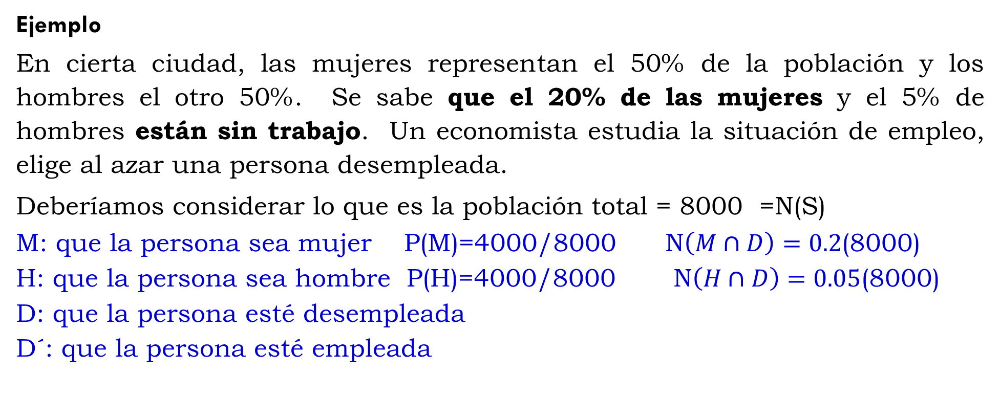 Ejemplo
En cierta ciudad, las mujeres representan el 50% de la población y los
hombres el otro 50%. Se sabe que el 20% de las mujeres y el 5% de
hombres están sin trabajo. Un economista estudia la situación de empleo,
elige al azar una persona desempleada.
Deberíamos considerar lo que es la población total = 8000 =N(S)
M: que la persona sea mujer P(M)=4000/8000 N(M ∩ D) = 0.2(8000)
H: que la persona sea hombre P(H)=4000/8000 N(H ∩ D) = 0.05(8000)
D: que la persona esté desempleada
D´: que la persona esté empleada